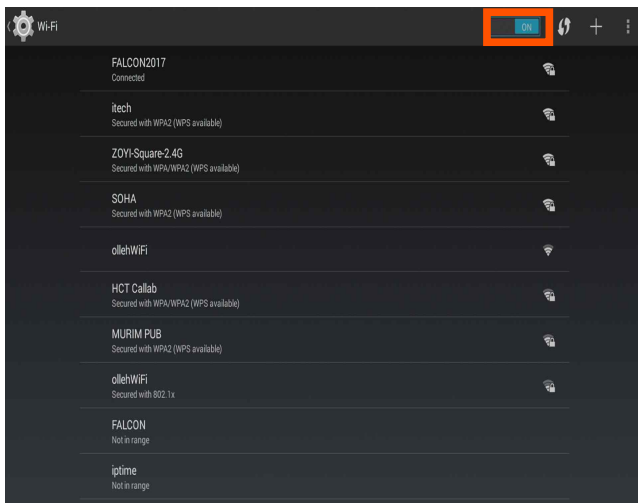 Wi-Fi
ON
FALCON2017
Connected
itech
Secured with WPA2 (WPS available)
ZOYI-Square-2.4G
Secured with WPA/WPA2 (WPS available)
SOHA
Secured with WPA2 (WPS available)
ollehWiFi
HCT Callab
Secured with WPA/WPA2 (WPS available)
MURIM PUB
Secured with WPA2 (WPS available)
ollehWiFi
Secured with 802.1x
FALCON
Not in range
iptime
Not in range